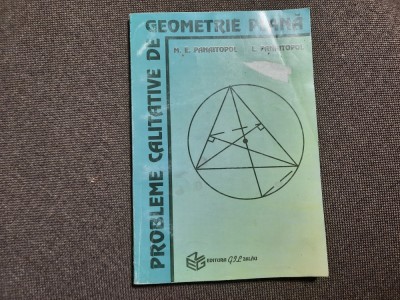 PROBLEME CALITATIVE DE
GEOMETRIE PLANĂ
M. E. PANAITOPOL L. PANAITOPOL
EDITURA GIL ZALĂU